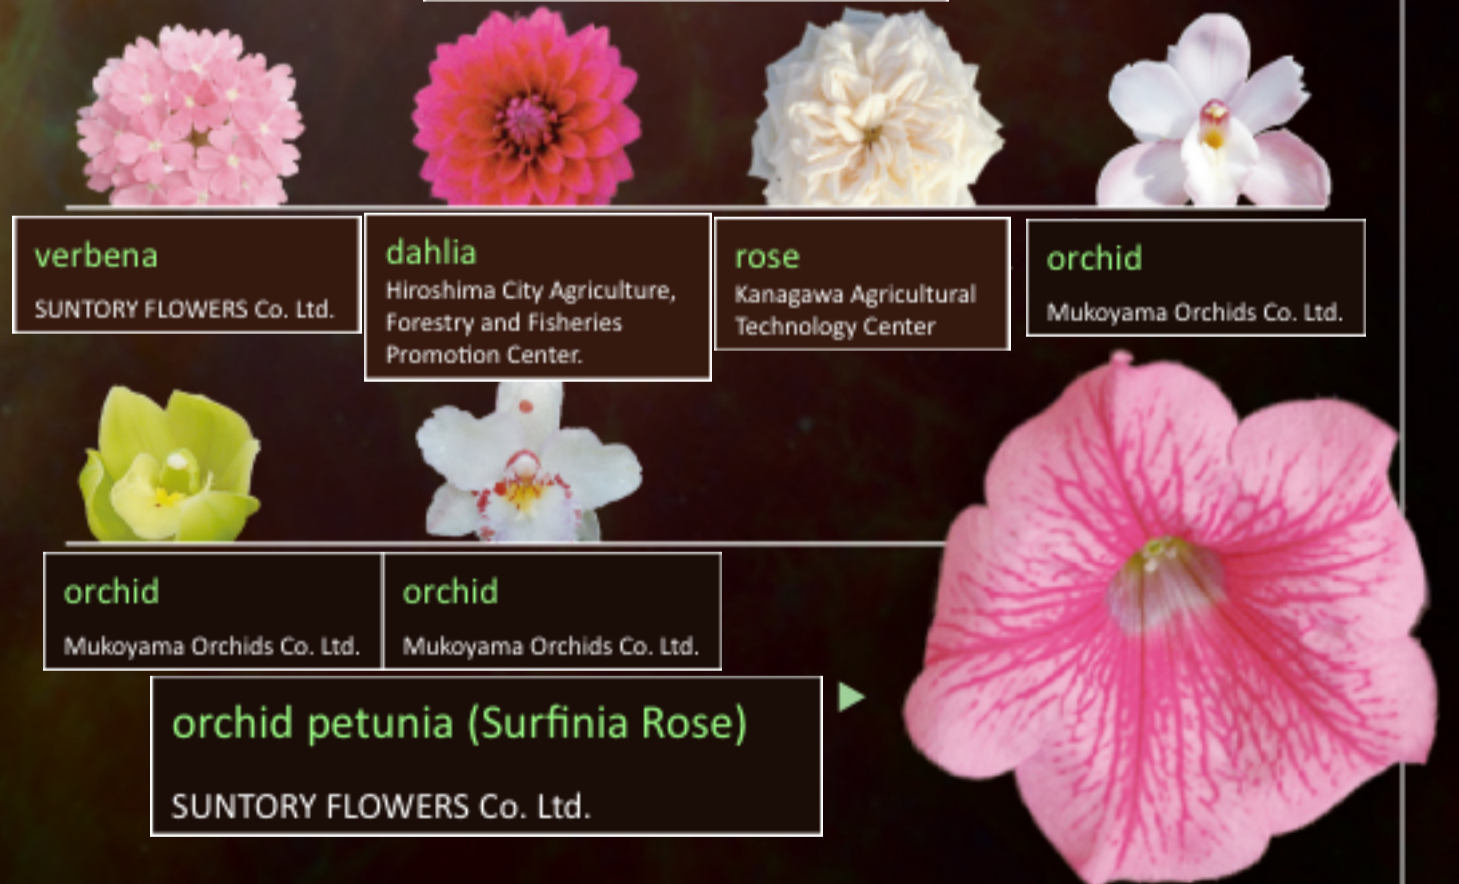 verbena
SUNTORY FLOWERS Co. Ltd.
dahlia
Hiroshima City Agriculture,
Forestry and Fisheries
Promotion Center.
rose
Kanagawa Agricultural
Technology Center
orchid
Mukoyama Orchids Co. Ltd.
orchid
Mukoyama Orchids Co. Ltd.
orchid
Mukoyama Orchids Co. Ltd.
orchid petunia (Surfinia Rose)
SUNTORY FLOWERS Co. Ltd.